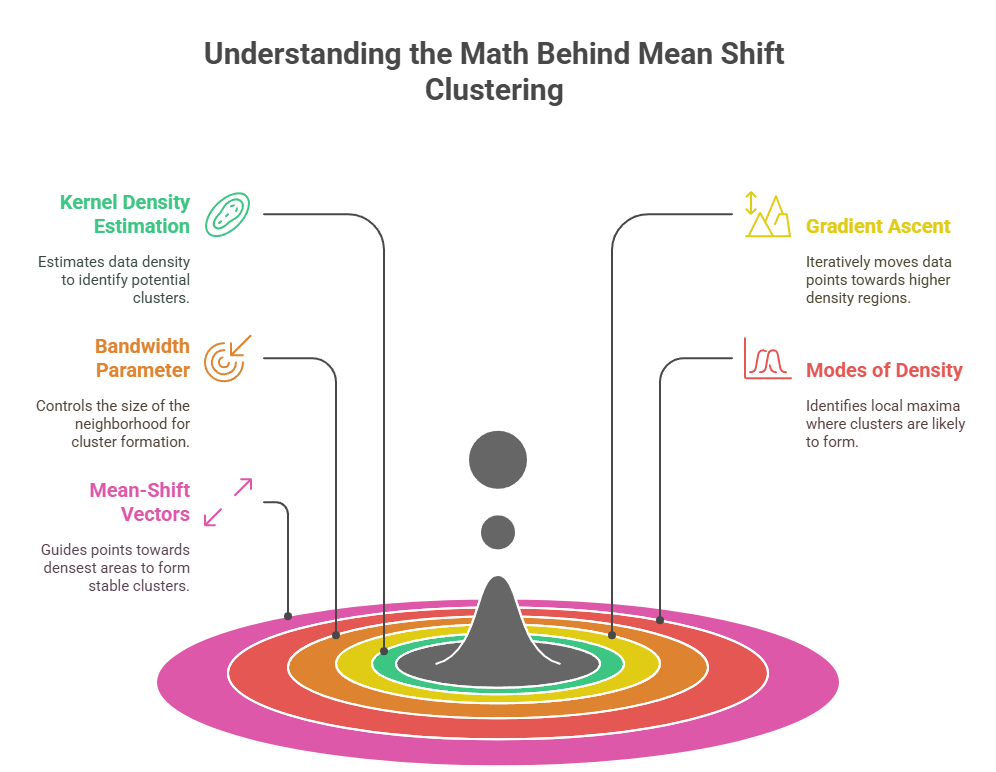 Understanding the Math Behind Mean Shift
Clustering
Kernel Density
Estimation
Estimates data density
to identify potential
clusters.
Bandwidth
Parameter
Controls the size of the
neighborhood for
cluster formation.
Mean-Shift
Vectors
Guides points towards
densest areas to form
stable clusters.
Gradient Ascent
Iteratively moves data
points towards higher
density regions.
Modes of Density
Identifies local maxima
where clusters are likely
to form.